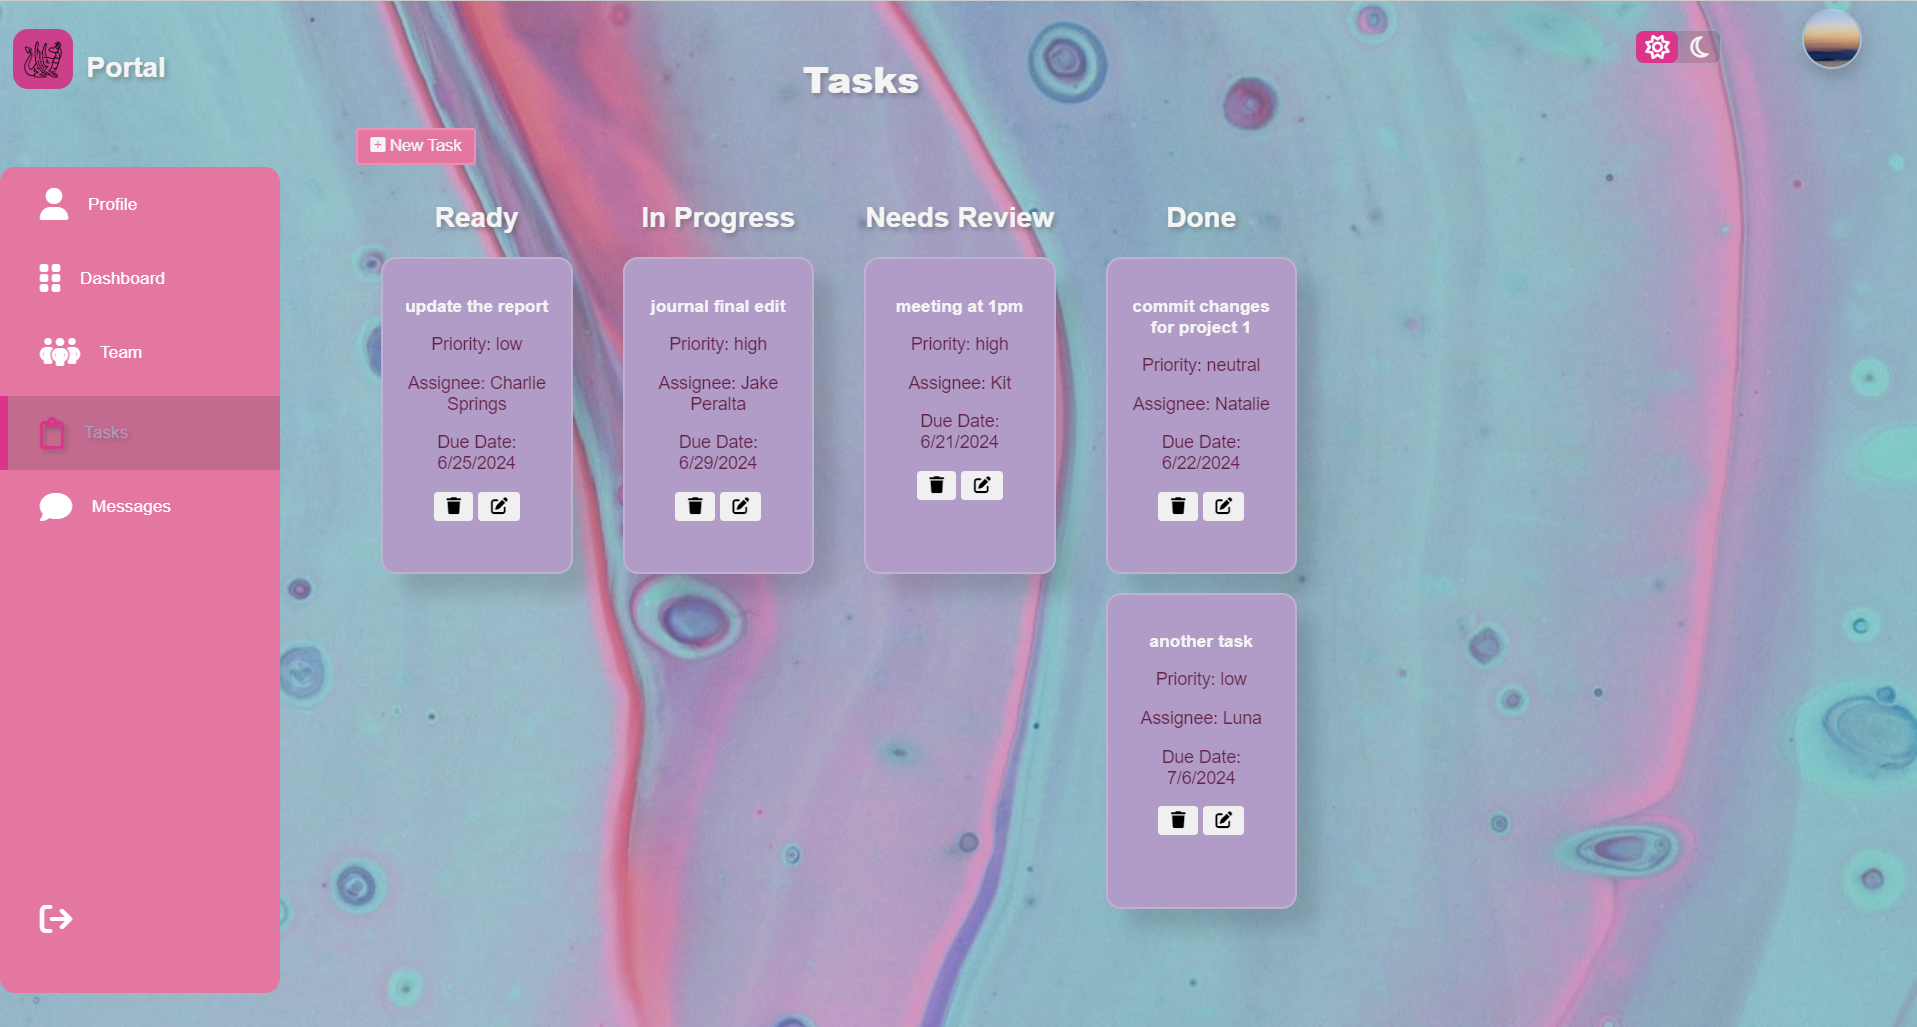 Portal
Tasks
New Task
Profile
Dashboard
Team
Tasks
Messages
Ready
update the report
Priority: low
Assignee: Charlie
Springs
Due Date:
6/25/2024
In Progress
journal final edit
Priority: high
Assignee: Jake
Peralta
Due Date:
6/29/2024
Needs Review
meeting at 1pm
Priority: high
Assignee: Kit
Due Date:
6/21/2024
Done
commit changes
for project 1
Priority: neutral
Assignee: Natalie
Due Date:
6/22/2024
another task
Priority: low
Assignee: Luna
Due Date:
7/6/2024